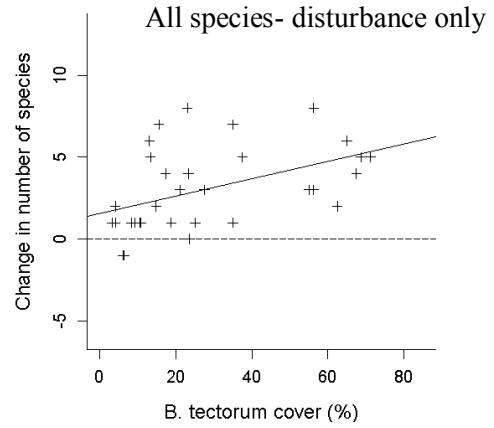 All species- disturbance only
Change in number of species
10
5
0
-5
0 20 40 60 80
B. tectorum cover (%)